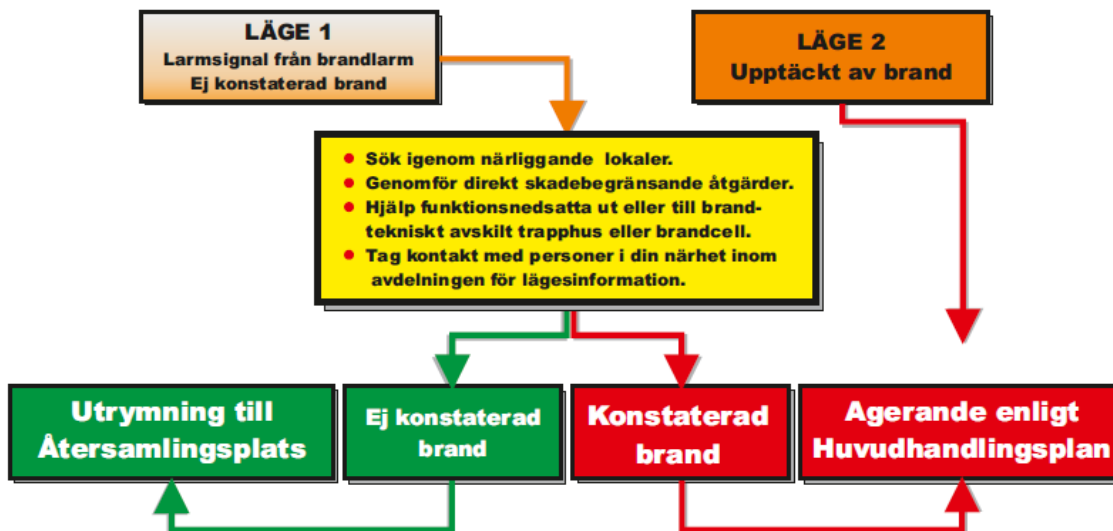 LÄGE 1
Larmsignal från brandlarm
Ej konstaterad brand
LÄGE 2
Upptäckt av brand
Sök igenom närliggande lokaler.
Genomför direkt skadebegränsande åtgärder.
Hjälp funktionsnedsatta ut eller till brand-
tekniskt avskilt trapphus eller brandcell.
Tag kontakt med personer i din närhet inom
avdelningen för lägesinformation.
Utrymning till
Återsamlingsplats
Ej konstaterad
brand
Konstaterad
brand
Agerande enligt
Huvudhandlingsplan